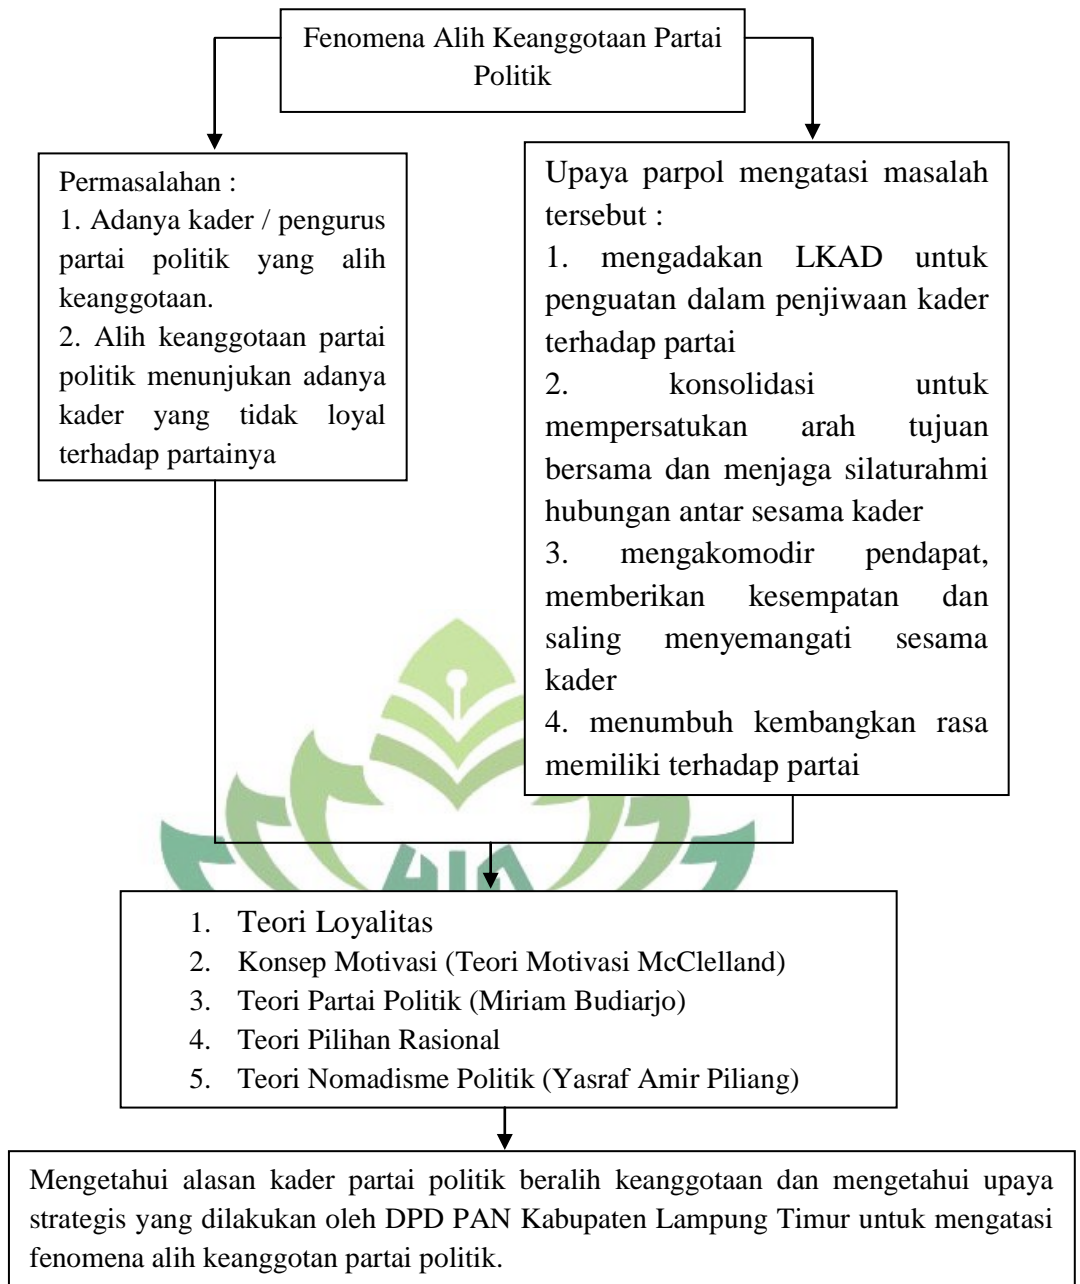 Fenomena Alih Keanggotaan Partai
Politik
Permasalahan :
1. Adanya kader / pengurus
partai politik yang alih
keanggotaan.
2. Alih keanggotaan partai
politik menunjukan adanya
kader yang tidak loyal
terhadap partainya
Upaya parpol mengatasi masalah
tersebut :
1. mengadakan LKAD untuk
penguatan dalam penjiwaan kader
terhadap partai
2. konsolidasi untuk
mempersatukan arah tujuan
bersama dan menjaga silaturahmi
hubungan antar sesama kader
3. mengakomodir pendapat,
memberikan kesempatan dan
saling menyemangati sesama
kader
4. menumbuh kembangkan rasa
memiliki terhadap partai
1. Teori Loyalitas
2. Konsep Motivasi (Teori Motivasi McClelland)
3. Teori Partai Politik (Miriam Budiarjo)
4. Teori Pilihan Rasional
5. Teori Nomadisme Politik (Yasraf Amir Piliang)
Mengetahui alasan kader partai politik beralih keanggotaan dan mengetahui upaya
strategis yang dilakukan oleh DPD PAN Kabupaten Lampung Timur untuk mengatasi
fenomena alih keanggotan partai politik.